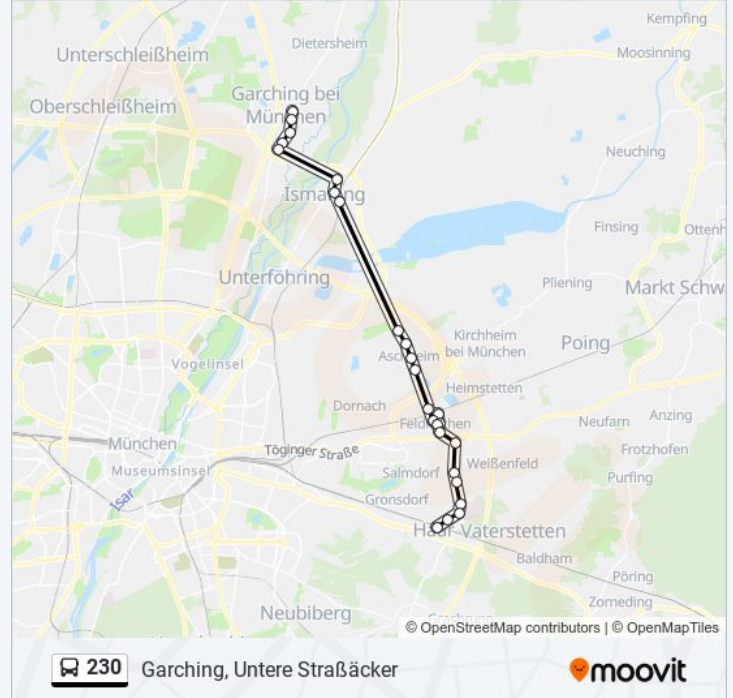 Kempfing
Dietersheim
Unterschleißheim
Moosinning
Garching bei
München
Oberschleißheim
Neuching
Ismaning
Finsing
Ottenh
Unterföhring
Pliening
Markt Schw
Kirchheim
bei München
Poing
Aschheim
Vogelinsel
Heimstetten
Dornach
Anzing
Feldkirchen
Neufarn
München
Töginger Straße
Frotzhofen
Museumsinsel
Salmdorf
Weißenfeld
Purfing
Isar
Gronsdorf
Haar
Vaterstetten
Baldham
Pöring
Zorneding
Neubiberg
© OpenStreetMap contributors | © OpenMapTiles
230 Garching, Untere Straßäcker
moovit